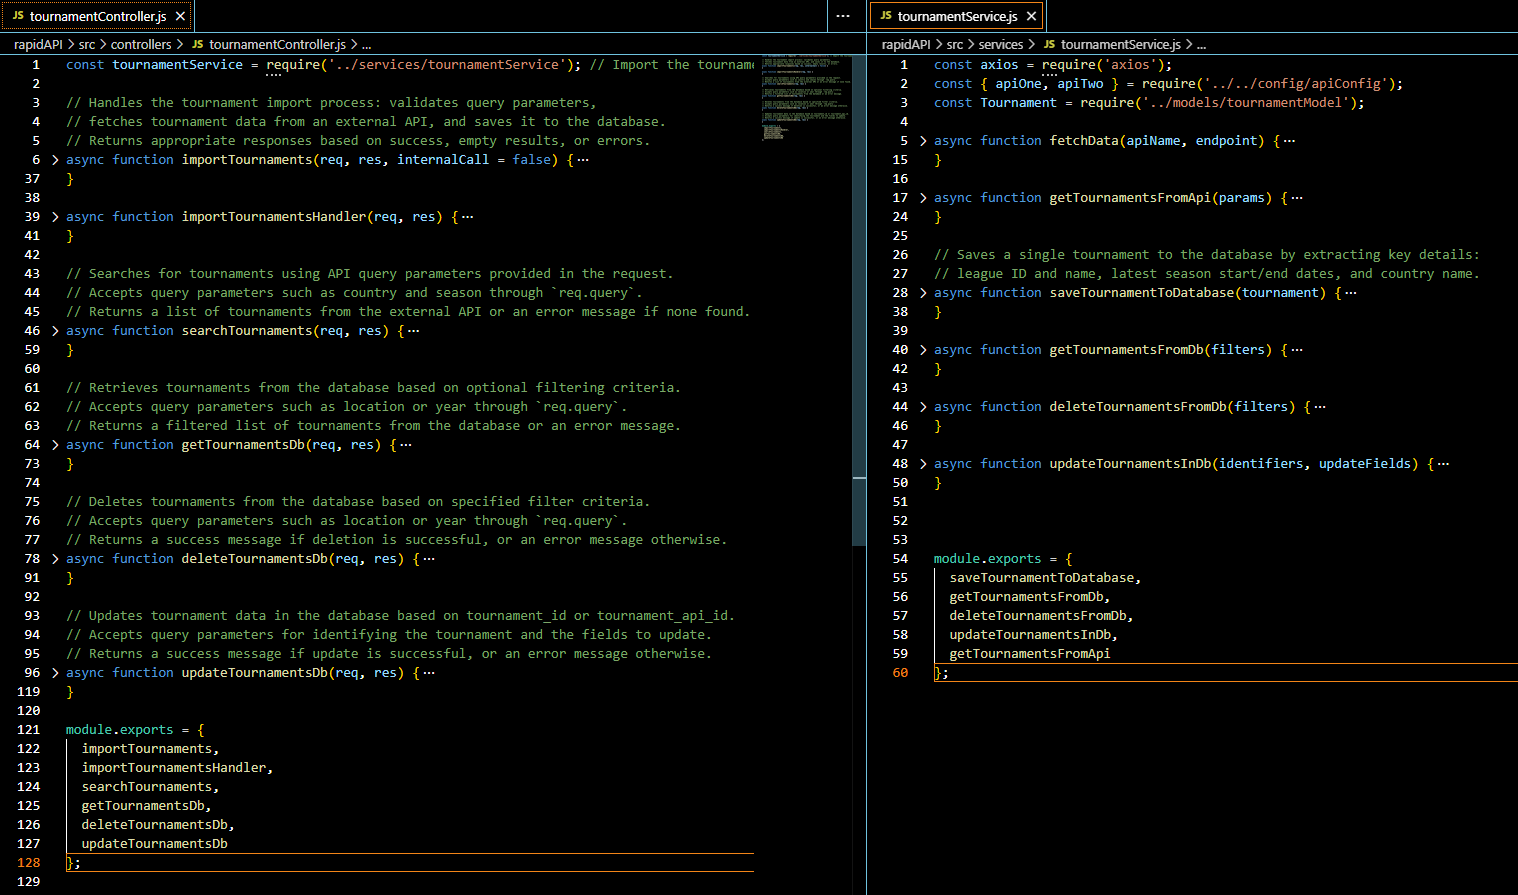 JS tournamentController.js ×
rapidAPI > src > controllers > JS tournamentController.js > ...
1 const tournamentService = require('../services/tournamentService'); // Import the tourname
2
3 // Handles the tournament import process: validates query parameters,
4 // fetches tournament data from an external API, and saves it to the database.
5 // Returns appropriate responses based on success, empty results, or errors.
6 > async function importTournaments(req, res, internalCall = false) {···
37 }
38
39 > async function importTournamentsHandler(req, res) {···
41 }
42
43 // Searches for tournaments using API query parameters provided in the request.
44 // Accepts query parameters such as country and season through `req.query`.
45 // Returns a list of tournaments from the external API or an error message if none found.
46 > async function searchTournaments(req, res) {···
59 }
60
61 // Retrieves tournaments from the database based on optional filtering criteria.
62 // Accepts query parameters such as location or year through `req.query`.
63 // Returns a filtered list of tournaments from the database or an error message.
64 > async function getTournamentsDb(req, res) {···
73 }
74
75 // Deletes tournaments from the database based on specified filter criteria.
76 // Accepts query parameters such as location or year through `req.query`.
77 // Returns a success message if deletion is successful, or an error message otherwise.
78 > async function deleteTournamentsDb(req, res) {···
91 }
92
93 // Updates tournament data in the database based on tournament_id or tournament_api_id.
94 // Accepts query parameters for identifying the tournament and the fields to update.
95 // Returns a success message if update is successful, or an error message otherwise.
96 > async function updateTournamentsDb(req, res) {···
119 }
120
121 module.exports = {
122 importTournaments,
123 importTournamentsHandler,
124 searchTournaments,
125 getTournamentsDb,
126 deleteTournamentsDb,
127 updateTournamentsDb
128 };
129
JS tournamentService.js ×
rapidAPI > src > services > JS tournamentService.js > ...
1 const axios = require('axios');
2 const { apiOne, apiTwo } = require('../../config/apiConfig');
3 const Tournament = require('../models/tournamentModel');
4
5 > async function fetchData(apiName, endpoint) {···
15 }
16
17 > async function getTournamentsFromApi(params) {···
24 }
25
26 // Saves a single tournament to the database by extracting key details:
27 // league ID and name, latest season start/end dates, and country name.
28 > async function saveTournamentToDatabase(tournament) {···
38 }
39
40 > async function getTournamentsFromDb(filters) {···
42 }
43
44 > async function deleteTournamentsFromDb(filters) {···
46 }
47
48 > async function updateTournamentsInDb(identifiers, updateFields) {···
50 }
51
52
53
54 module.exports = {
55 saveTournamentToDatabase,
56 getTournamentsFromDb,
57 deleteTournamentsFromDb,
58 updateTournamentsInDb,
59 getTournamentsFromApi
60 };